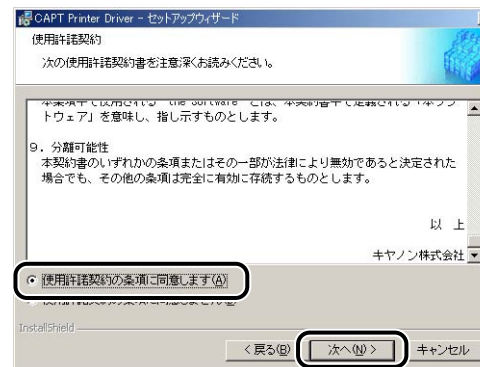 CAPT Printer Driver - セットアップウィザード
使用許諾契約
次の使用許諾契約書を注意深くお読みください。
トウェア」を意味し、指し示すものとします。
9．分離可能性
本契約書のいずれかの条項またはその一部が法律により無効であると決定された
場合でも、その他の条項は完全に有効に存続するものとします。
以 上
キヤノン株式会社
使用許諾契約の条項に同意します(A)
InstallShield
< 戻る(B) 次へ(N) > キャンセル